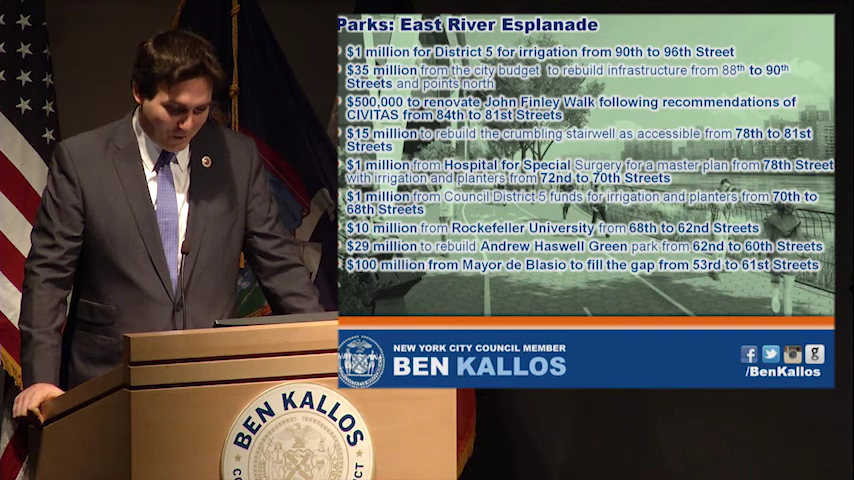 Parks: East River Esplanade
$1 million for District 5 for irrigation from 90th to 96th Street
$35 million from the city budget to rebuild infrastructure from 88th to 90th
Streets and points north
$500,000 to renovate John Finley Walk following recommendations of
CIVITAS from 84th to 81st Streets
$15 million to rebuild the crumbling stairwell as accessible from 78th to 81st
Streets
$1 million from Hospital for Special Surgery for a master plan from 78th Street
with irrigation and planters from 72nd to 70th Streets
$1 million from Council District 5 funds for irrigation and planters from 70th to
68th Streets
$10 million from Rockefeller University from 68th to 62nd Streets
$29 million to rebuild Andrew Haswell Green park from 62nd to 60th Streets
$100 million from Mayor de Blasio to fill the gap from 53rd to 61st Streets
NEW YORK CITY COUNCIL MEMBER
BEN KALLOS
/BenKallos
BEN KALLOS